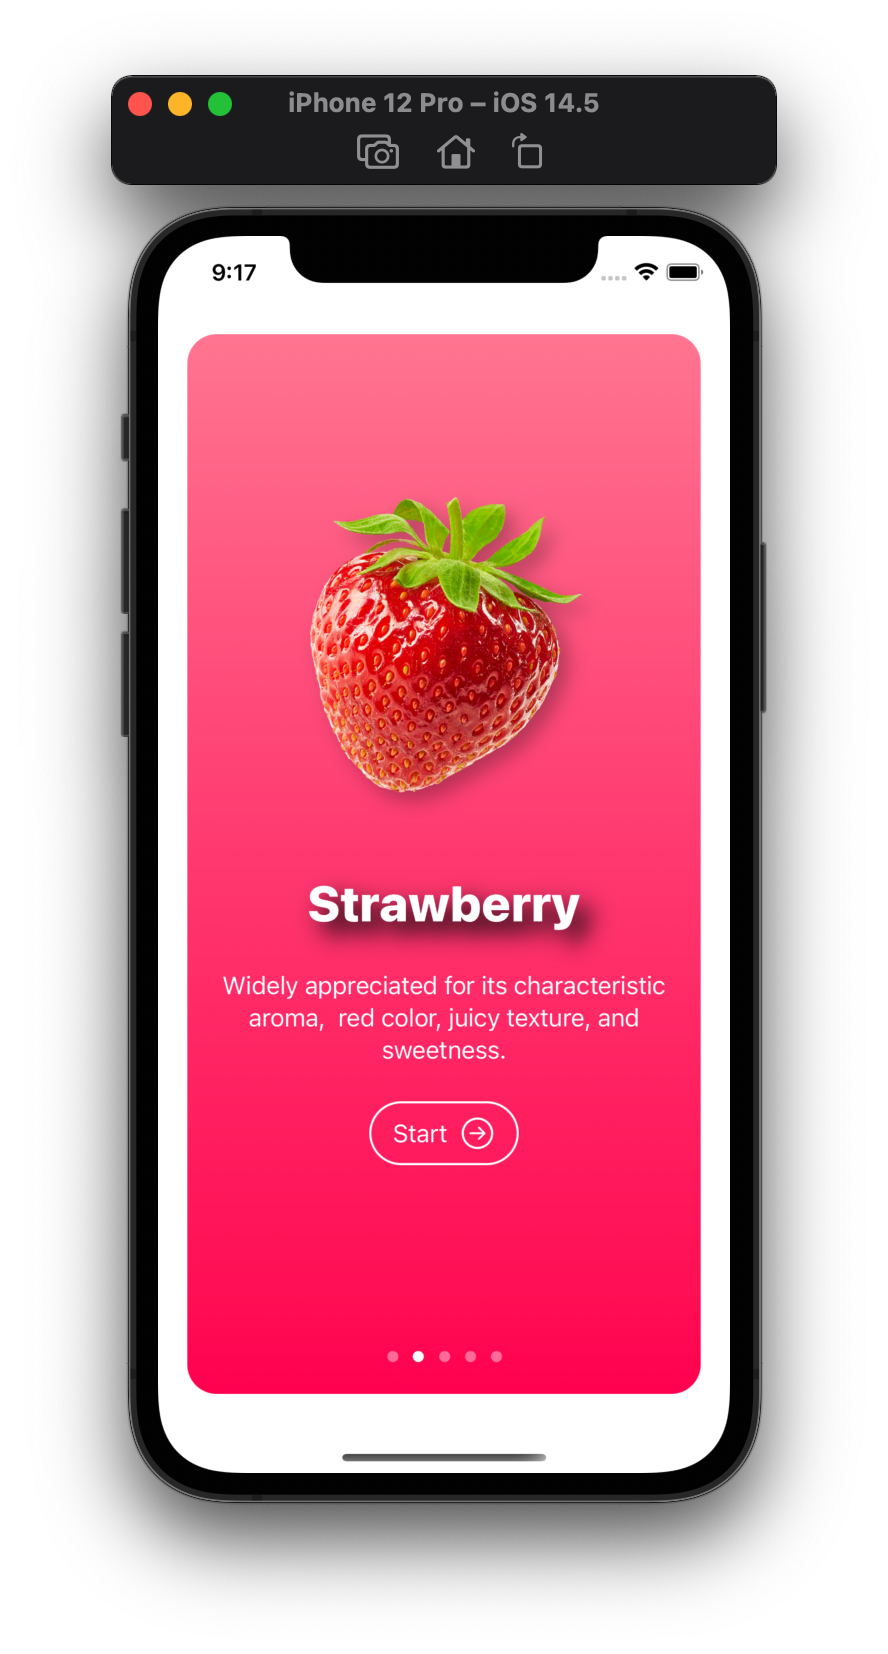 iPhone 12 Pro – iOS 14.5
9:17
Strawberry
Widely appreciated for its characteristic
aroma,  red color, juicy texture, and
sweetness.
Start